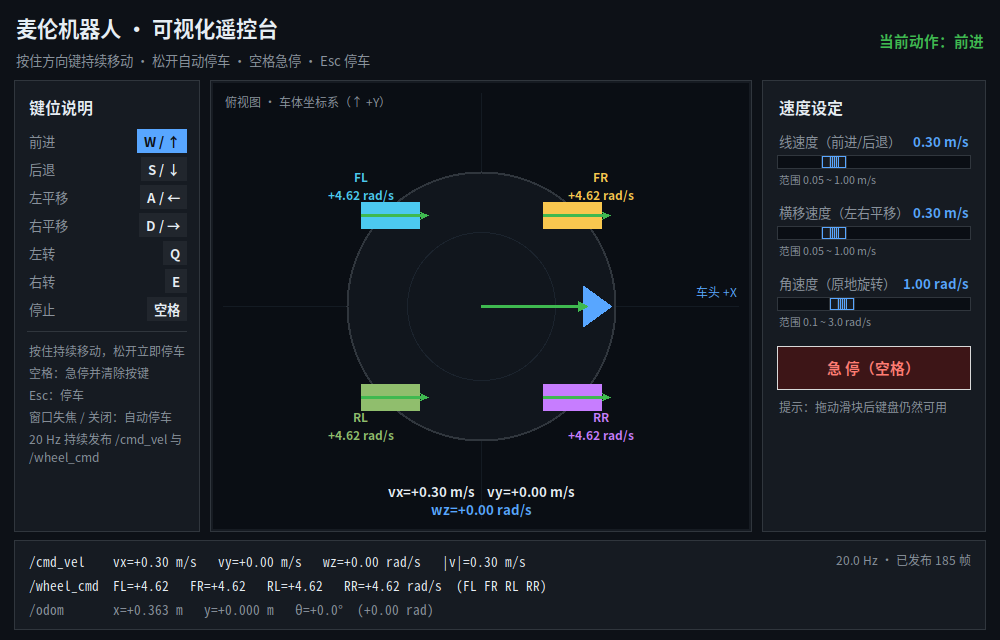 麦伦机器人 · 可视化遥控台
按住方向键持续移动 · 松开自动停车 · 空格急停 · Esc 停车
当前动作：前进
键位说明
前进 W / ↑
后退 S / ↓
左平移 A / ←
右平移 D / →
左转 Q
右转 E
停止 空格
按住持续移动，松开立即停车
空格：急停并清除按键
Esc：停车
窗口失焦 / 关闭：自动停车
20 Hz 持续发布 /cmd_vel 与
/wheel_cmd
俯视图 · 车体坐标系（↑ +Y）
FL
+4.62 rad/s
FR
+4.62 rad/s
车头 +X
RL
+4.62 rad/s
RR
+4.62 rad/s
vx=+0.30 m/s vy=+0.00 m/s
wz=+0.00 rad/s
速度设定
线速度（前进/后退） 0.30 m/s
范围 0.05 ~ 1.00 m/s
横移速度（左右平移） 0.30 m/s
范围 0.05 ~ 1.00 m/s
角速度（原地旋转） 1.00 rad/s
范围 0.1 ~ 3.0 rad/s
急 停（空格）
提示：拖动滑块后键盘仍然可用
/cmd_vel vx=+0.30 m/s vy=+0.00 m/s wz=+0.00 rad/s |v|=0.30 m/s
20.0 Hz · 已发布 185 帧
/wheel_cmd FL=+4.62 FR=+4.62 RL=+4.62 RR=+4.62 rad/s (FL FR RL RR)
/odom x=+0.363 m y=+0.000 m θ=+0.0° (+0.00 rad)